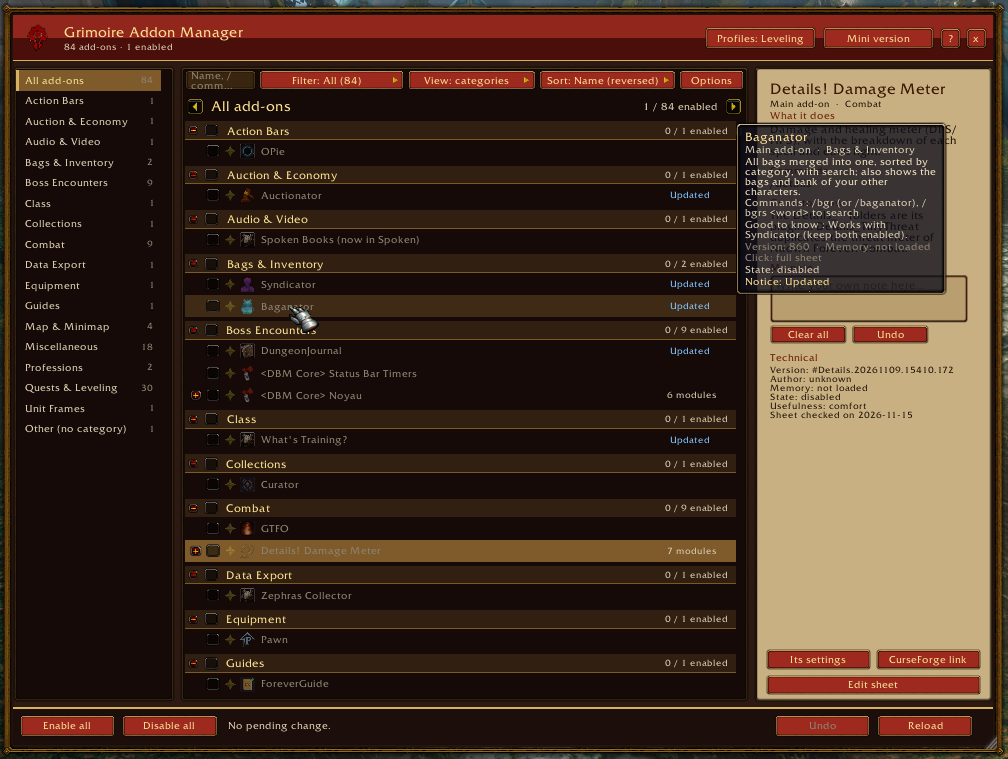 Grimoire Addon Manager
84 add-ons · 1 enabled
Profiles: Leveling
Mini version
?
x
All add-ons 84
Action Bars 1
Auction & Economy 1
Audio & Video 1
Bags & Inventory 2
Boss Encounters 9
Class 1
Collections 1
Combat 9
Data Export 1
Equipment 1
Guides 1
Map & Minimap 4
Miscellaneous 18
Professions 2
Quests & Leveling 30
Unit Frames 1
Other (no category) 1
Name, /
comm...
Filter: All (84)
View: categories
Sort: Name (reversed)
Options
All add-ons
1 / 84 enabled
Action Bars 0 / 1 enabled
OPie
Auction & Economy 0 / 1 enabled
Auctionator Updated
Audio & Video 0 / 1 enabled
Spoken Books (now in Spoken)
Bags & Inventory 0 / 2 enabled
Syndicator Updated
Baganator Updated
Boss Encounters 0 / 9 enabled
DungeonJournal Updated
<DBM Core> Status Bar Timers
<DBM Core> Noyau 6 modules
Class 0 / 1 enabled
What's Training? Updated
Collections 0 / 1 enabled
Curator
Combat 0 / 9 enabled
GTFO
Details! Damage Meter 7 modules
Data Export 0 / 1 enabled
Zephras Collector
Equipment 0 / 1 enabled
Pawn
Guides 0 / 1 enabled
ForeverGuide
Details! Damage Meter
Main add-on · Combat
What it does
Baganator
Main add-on · Bags & Inventory
All bags merged into one, sorted by
category, with search; also shows the
bags and bank of your other
characters.
Commands : /bgr (or /baganator), /
bgrs <word> to search
Good to know : Works with
Syndicator (keep both enabled).
Version: 860 · Memory: not loaded
Click: full sheet
State: disabled
Notice: Updated
own note here...
Clear all
Undo
Technical
Version: #Details.20261109.15410.172
Author: unknown
Memory: not loaded
State: disabled
Usefulness: comfort
Sheet checked on 2026-11-15
Its settings
CurseForge link
Edit sheet
Enable all
Disable all
No pending change.
Undo
Reload